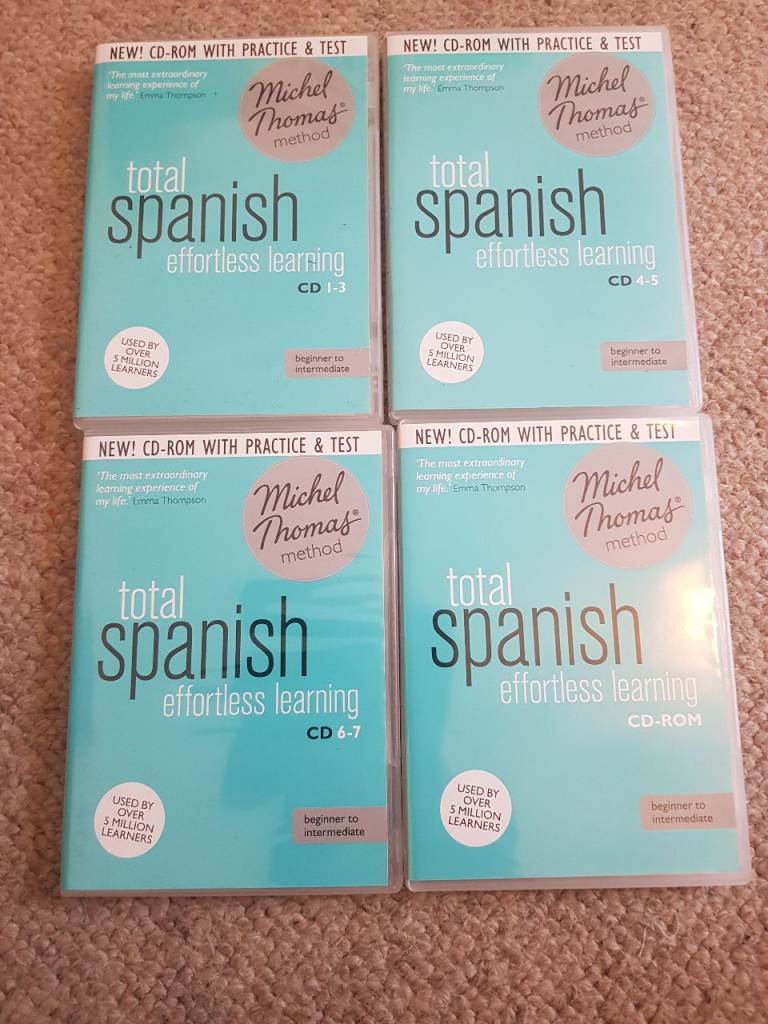 NEW! CD-ROM WITH PRACTICE & TEST
'The most extraordinary
learning experience of
my life.' Emma Thompson
Michel
Thomas®
method
total
spanish
effortless learning
CD 1-3
USED BY
OVER
5 MILLION
LEARNERS
beginner to
intermediate
NEW! CD-ROM WITH PRACTICE & TEST
'The most extraordinary
learning experience of
my life.' Emma Thompson
Michel
Thomas®
method
total
spanish
effortless learning
CD 4-5
USED BY
OVER
5 MILLION
LEARNERS
beginner to
intermediate
NEW! CD-ROM WITH PRACTICE & TEST
'The most extraordinary
learning experience of
my life.' Emma Thompson
Michel
Thomas®
method
total
spanish
effortless learning
CD 6-7
USED BY
OVER
5 MILLION
LEARNERS
beginner to
intermediate
NEW! CD-ROM WITH PRACTICE & TEST
'The most extraordinary
learning experience of
my life.' Emma Thompson
Michel
Thomas®
method
total
spanish
effortless learning
CD-ROM
USED BY
OVER
5 MILLION
LEARNERS
beginner to
intermediate